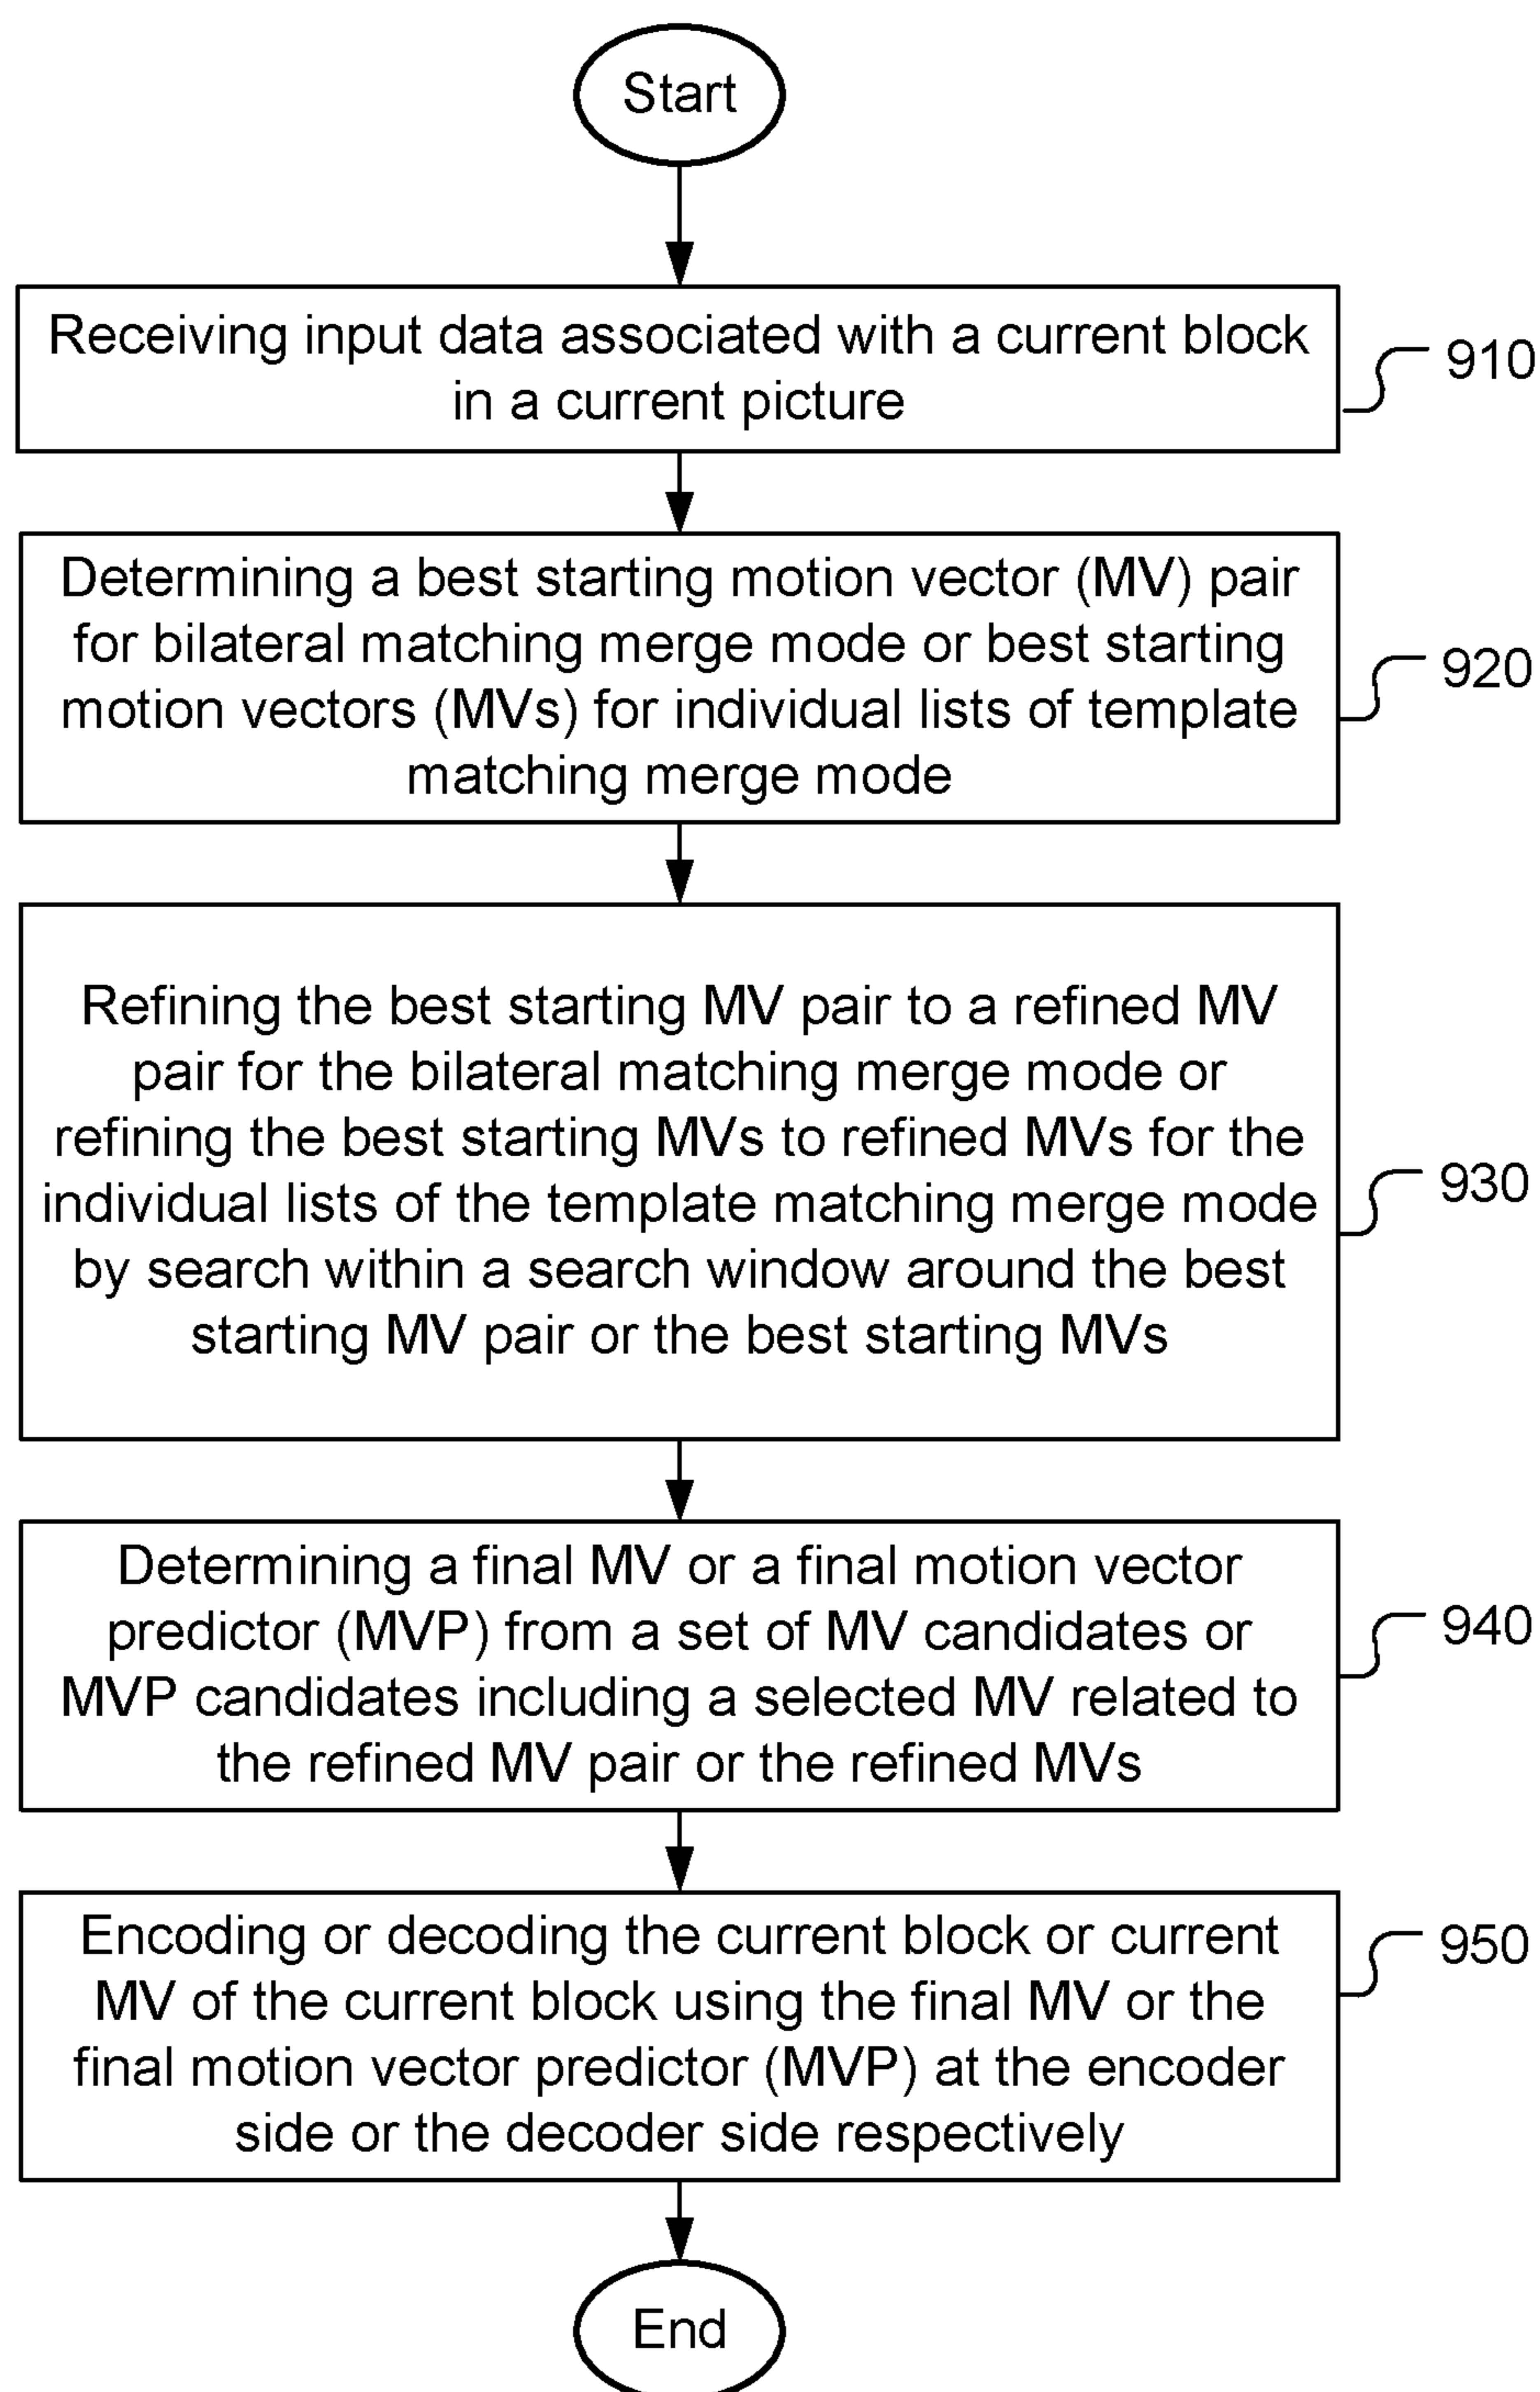 Start
Receiving input data associated with a current block
in a current picture
910
Determining a best starting motion vector (MV) pair
for bilateral matching merge mode or best starting
motion vectors (MVs) for individual lists of template
matching merge mode
920
Refining the best starting MV pair to a refined MV
pair for the bilateral matching merge mode or
refining the best starting MVs to refined MVs for the
individual lists of the template matching merge mode
by search within a search window around the best
starting MV pair or the best starting MVs
930
Determining a final MV or a final motion vector
predictor (MVP) from a set of MV candidates or
MVP candidates including a selected MV related to
the refined MV pair or the refined MVs
940
Encoding or decoding the current block or current
MV of the current block using the final MV or the
final motion vector predictor (MVP) at the encoder
side or the decoder side respectively
950
End